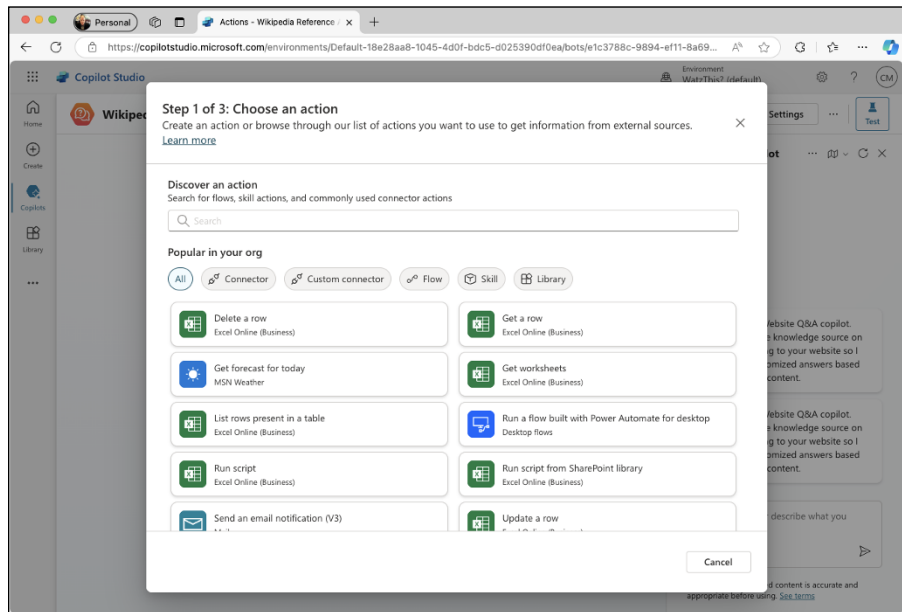 Personal
Actions - Wikipedia Reference /
https://copilotstudio.microsoft.com/environments/Default-18e28aa8-1045-4d0f-bdc5-d025390df0ea/bots/e1c3788c-9894-ef11-8a69...
Copilot Studio
Environment
WatzThis? (default)
CM
Home
Create
Copilots
Library
Settings
Test
Step 1 of 3: Choose an action
Create an action or browse through our list of actions you want to use to get information from external sources.
Learn more
Discover an action
Search for flows, skill actions, and commonly used connector actions
Search
Popular in your org
All
Connector
Custom connector
Flow
Skill
Library
Delete a row
Excel Online (Business)
Get a row
Excel Online (Business)
Get forecast for today
MSN Weather
Get worksheets
Excel Online (Business)
List rows present in a table
Excel Online (Business)
Run a flow built with Power Automate for desktop
Desktop flows
Run script
Excel Online (Business)
Run script from SharePoint library
Excel Online (Business)
Send an email notification (V3)
Update a row
Cancel
Website Q&A copilot.
knowledge source on
g to your website so I
omized answers based
content.
Website Q&A copilot.
knowledge source on
g to your website so I
omized answers based
content.
describe what you
d content is accurate and
appropriate before using. See terms